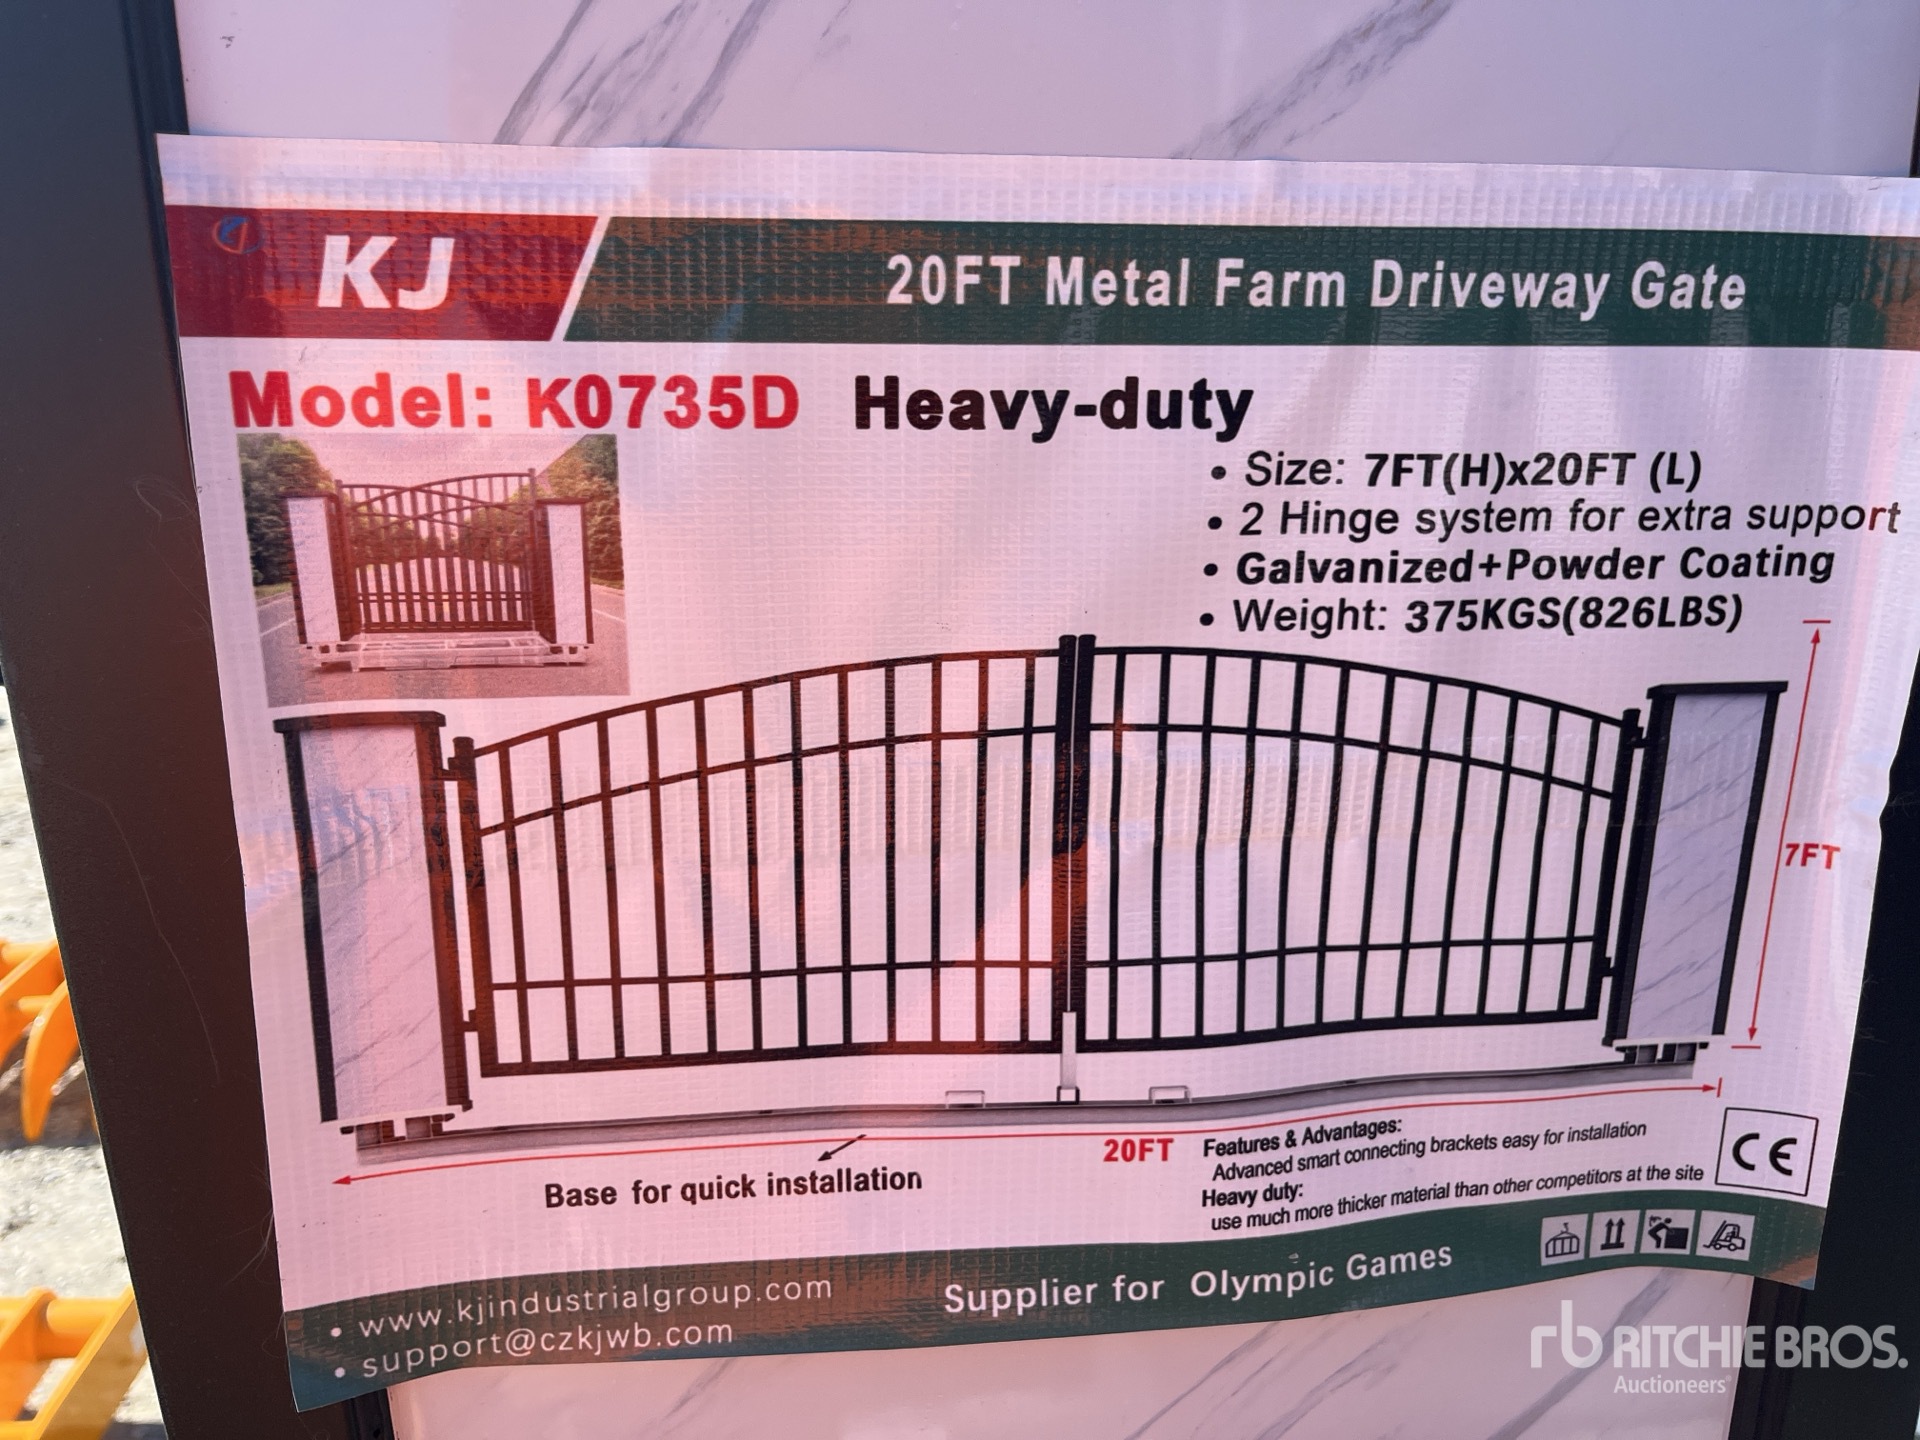 KJ
20FT Metal Farm Driveway Gate
Model: K0735D Heavy-duty
• Size: 7FT(H)x20FT (L)
• 2 Hinge system for extra support
• Galvanized+Powder Coating
• Weight: 375KGS(826LBS)
7FT
20FT
Base for quick installation
Features & Advantages:
Advanced smart connecting brackets easy for installation
Heavy duty:
use much more thicker material than other competitors at the site
CE
• www.kjindustrialgroup.com
• support@czkjwb.com
Supplier for Olympic Games
rb RITCHIE BROS.
Auctioneers